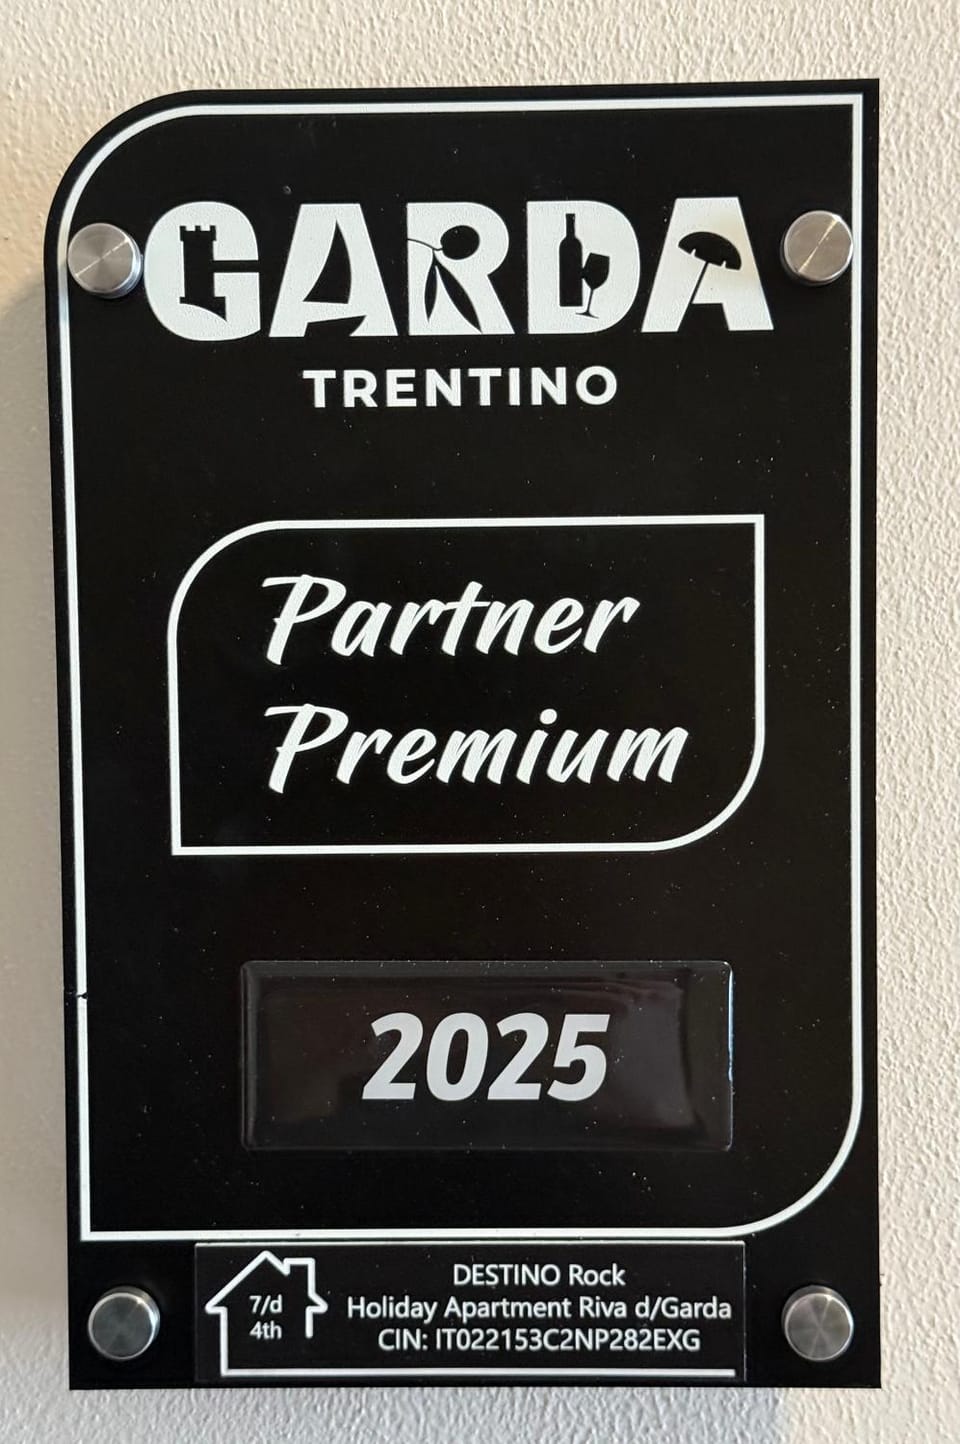 GARDA
TRENTINO
Partner
Premium
2025
7/d
4th
DESTINO Rock
Holiday Apartment Riva d/Garda
CIN: IT022153C2NP282EXG